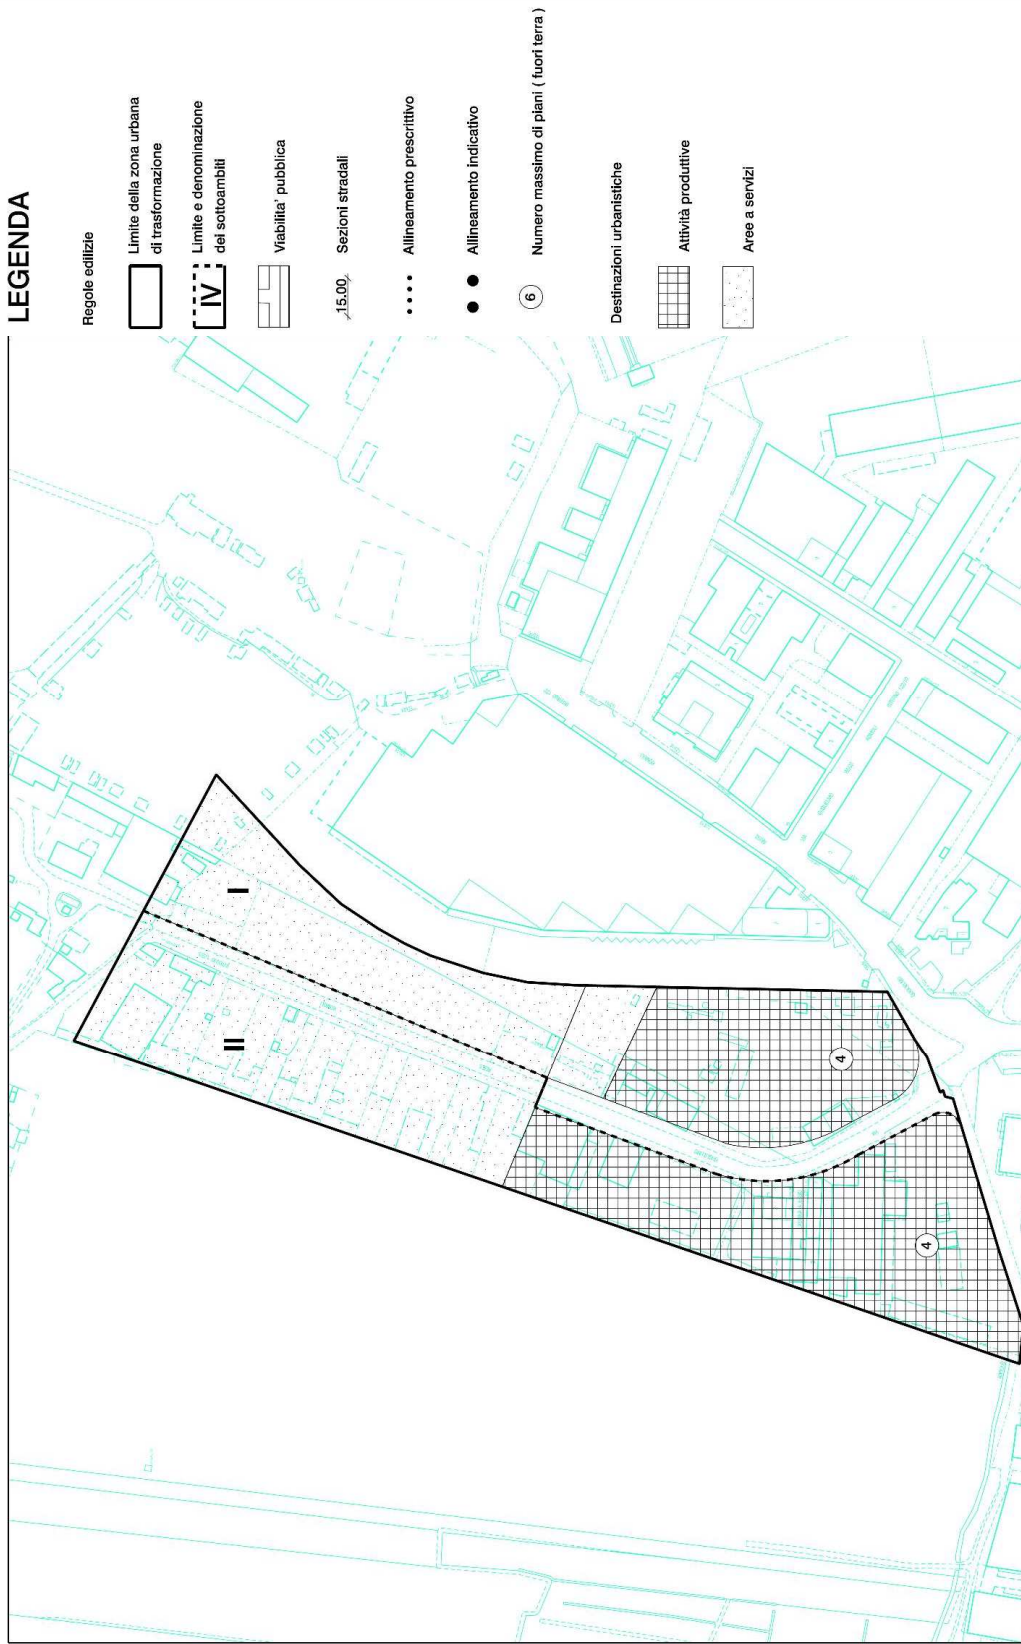 LEGENDA
Regole edilizie
Limite della zona urbana
di trasformazione
IV
Limite e denominazione
dei sottoambiti
Viabilita' pubblica
15.00
Sezioni stradali
Allineamento prescrittivo
Allineamento indicativo
6
Numero massimo di piani ( fuori terra )
Destinazioni urbanistiche
Attività produttive
Aree a servizi
I
II
4
4